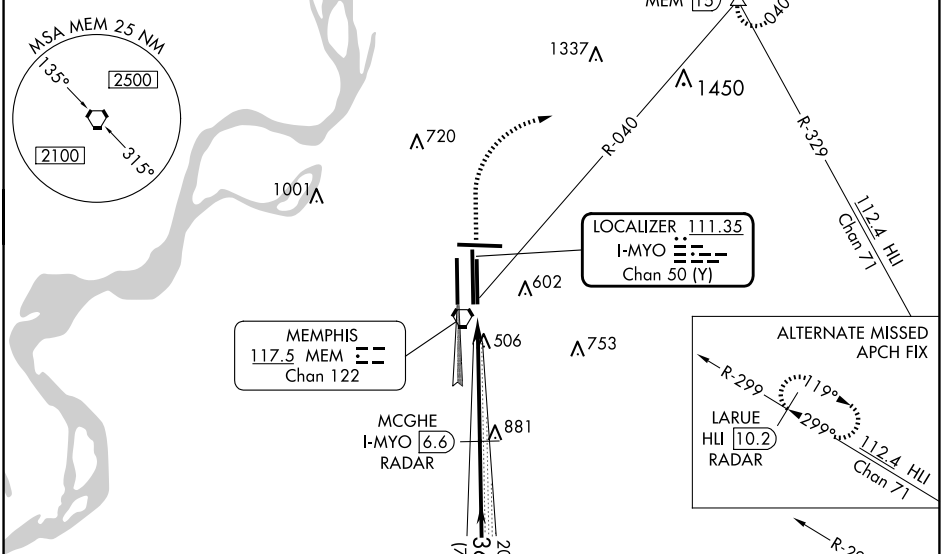 MSA MEM 25 NM
135°
2500
2100
315°
MEM 15
040
1337
1450
720
1001
R-040
R-329
112.4 HLI
Chan 71
LOCALIZER 111.35
I-MYO
Chan 50 (Y)
602
MEMPHIS
117.5 MEM
Chan 122
506
753
MCGHE
I-MYO 6.6
RADAR
881
ALTERNATE MISSED
APCH FIX
R-299
119°
299°
LARUE
HLI 10.2
RADAR
112.4 HLI
Chan 71